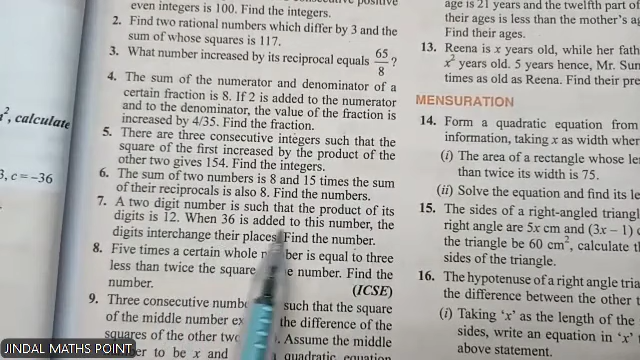 even integers is 100. Find the integers.
2. Find two rational numbers which differ by 3 and the
sum of whose squares is 117.
3. What number increased by its reciprocal equals 65/8 ?
4. The sum of the numerator and denominator of a
certain fraction is 8. If 2 is added to the numerator
and to the denominator, the value of the fraction is
increased by 4/35. Find the fraction.
5. There are three consecutive integers such that the
square of the first increased by the product of the
other two gives 154. Find the integers.
6. The sum of two numbers is 8 and 15 times the sum
of their reciprocals is also 8. Find the numbers.
7. A two digit number is such that the product of its
digits is 12. When 36 is added to this number, the
digits interchange their places. Find the number.
8. Five times a certain whole number is equal to three
less than twice the square the number. Find the
number. (ICSE)
9. Three consecutive such that the square
of the middle number the difference of the
squares of the other two Assume the middle
to be x and quadratic equation
², calculate
3, c = –36
age is 21 years and the twelfth part of
their ages is less than the mother's
Find their ages.
13. Reena is x years old, while her
x² years old. 5 years hence, Mr.
times as old as Reena. Find their
MENSURATION
14. Form a quadratic equation from
information, taking x as width where
(i) The area of a rectangle whose
than twice its width is 75.
(ii) Solve the equation and find its
15. The sides of a right-angled
right angle are 5x cm and (3x – 1)
the triangle be 60 cm², calculate
sides of the triangle.
16. The hypotenuse of a right angle
the difference between the other
(i) Taking 'x' as the length of the
sides, write an equation in 'x'
above statement.
JINDAL MATHS POINT